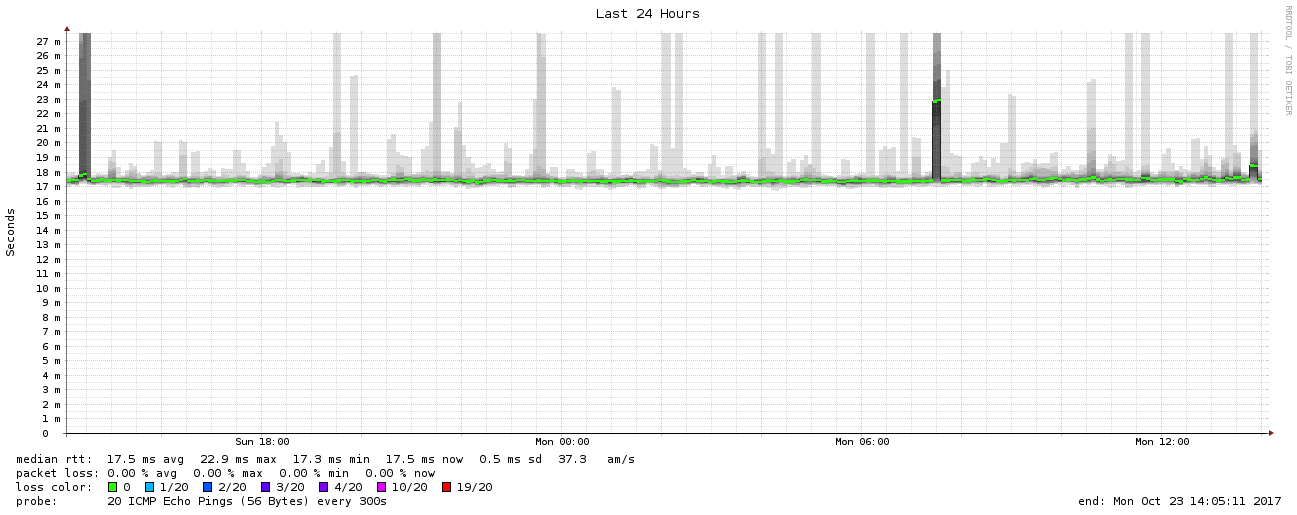 Last 24 Hours
RRDTOOL / TOBI OETIKER
Seconds
27 m
26 m
25 m
24 m
23 m
22 m
21 m
20 m
19 m
18 m
17 m
16 m
15 m
14 m
13 m
12 m
11 m
10 m
9 m
8 m
7 m
6 m
5 m
4 m
3 m
2 m
1 m
0
Sun 18:00 Mon 00:00 Mon 06:00 Mon 12:00
median rtt: 17.5 ms avg 22.9 ms max 17.3 ms min 17.5 ms now 0.5 ms sd 37.3 am/s
packet loss: 0.00 % avg 0.00 % max 0.00 % min 0.00 % now
loss color: 0 1/20 2/20 3/20 4/20 10/20 19/20
probe: 20 ICMP Echo Pings (56 Bytes) every 300s end: Mon Oct 23 14:05:11 2017